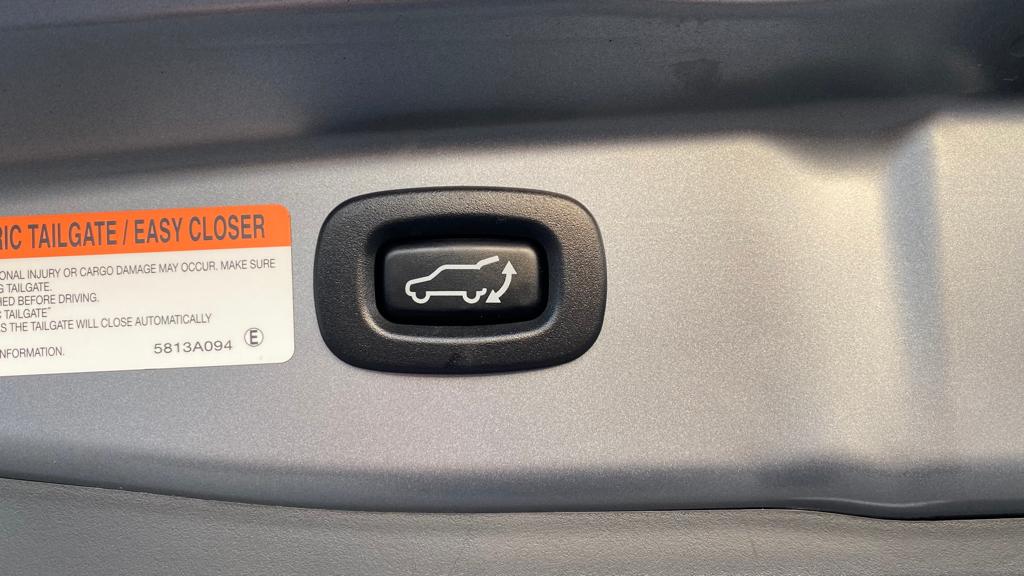 RIC TAILGATE / EASY CLOSER
ONAL INJURY OR CARGO DAMAGE MAY OCCUR. MAKE SURE
G TAILGATE.
HED BEFORE DRIVING.
C TAILGATE"
S THE TAILGATE WILL CLOSE AUTOMATICALLY
NFORMATION.
5813A094 E